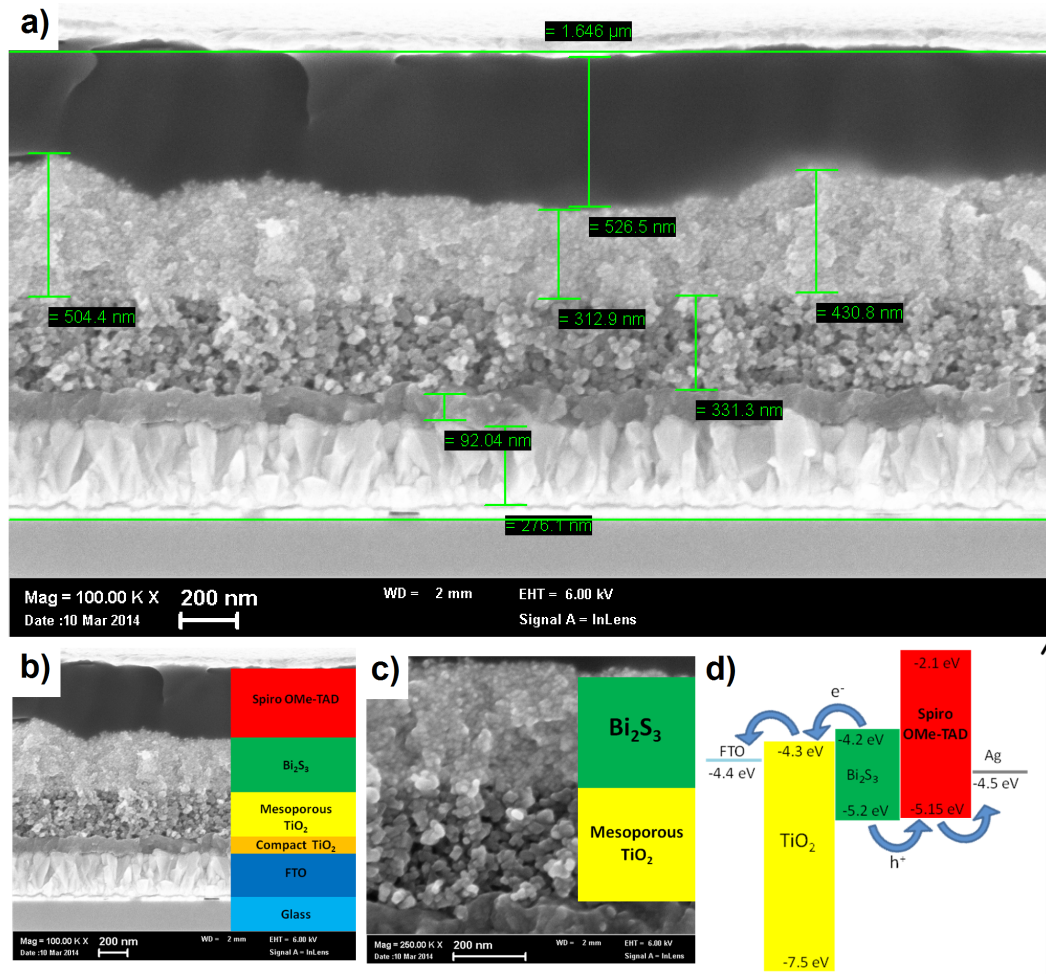 a)
= 1.646 µm
= 526.5 nm
= 504.4 nm
= 312.9 nm
= 430.8 nm
= 331.3 nm
= 92.04 nm
= 276.1 nm
Mag = 100.00 K X
200 nm
WD = 2 mm
EHT = 6.00 kV
Date :10 Mar 2014
Signal A = InLens
b)
Spiro OMe-TAD
Bi₂S₃
Mesoporous
TiO₂
Compact TiO₂
FTO
Glass
Mag = 100.00 K X
200 nm
WD = 2 mm
EHT = 6.00 kV
Date :10 Mar 2014
Signal A = InLens
c)
Bi₂S₃
Mesoporous
TiO₂
Mag = 250.00 K X
200 nm
WD = 2 mm
EHT = 6.00 kV
Date :10 Mar 2014
Signal A = InLens
d)
-2.1 eV
e⁻
Spiro
OMe-TAD
FTO
-4.4 eV
-4.3 eV
-4.2 eV
Bi₂S₃
-5.2 eV
-5.15 eV
Ag
-4.5 eV
TiO₂
h⁺
-7.5 eV